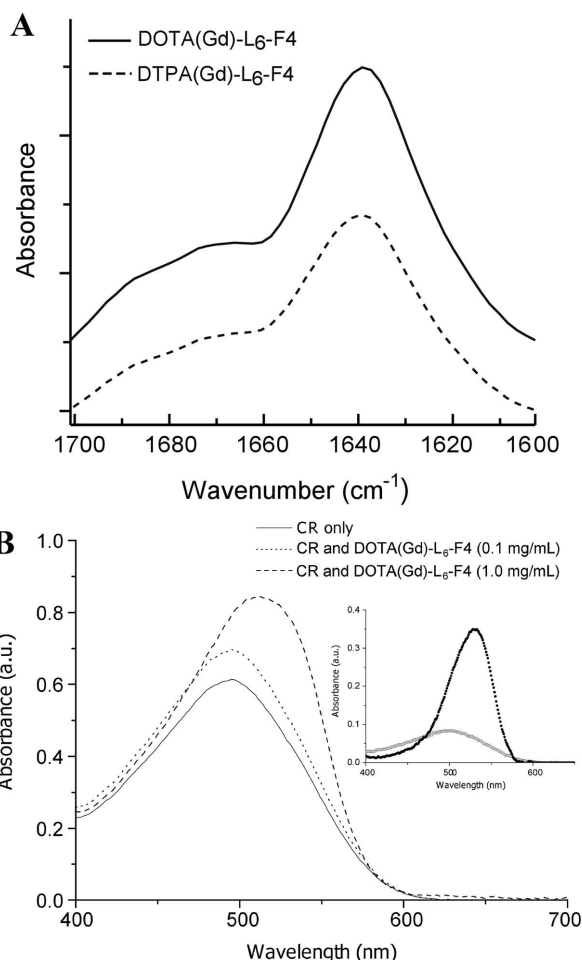 A
DOTA(Gd)-L6-F4
DTPA(Gd)-L6-F4
Absorbance
1700 1680 1660 1640 1620 1600
Wavenumber (cm-1)
B
CR only
CR and DOTA(Gd)-L6-F4 (0.1 mg/mL)
CR and DOTA(Gd)-L6-F4 (1.0 mg/mL)
1.0
0.8
0.6
0.4
0.2
0.0
Absorbance (a.u.)
400 500 600 700
Wavelength (nm)
0.4
0.3
0.2
0.1
0.0
Absorbance (a.u.)
400 500 600
Wavelength (nm)